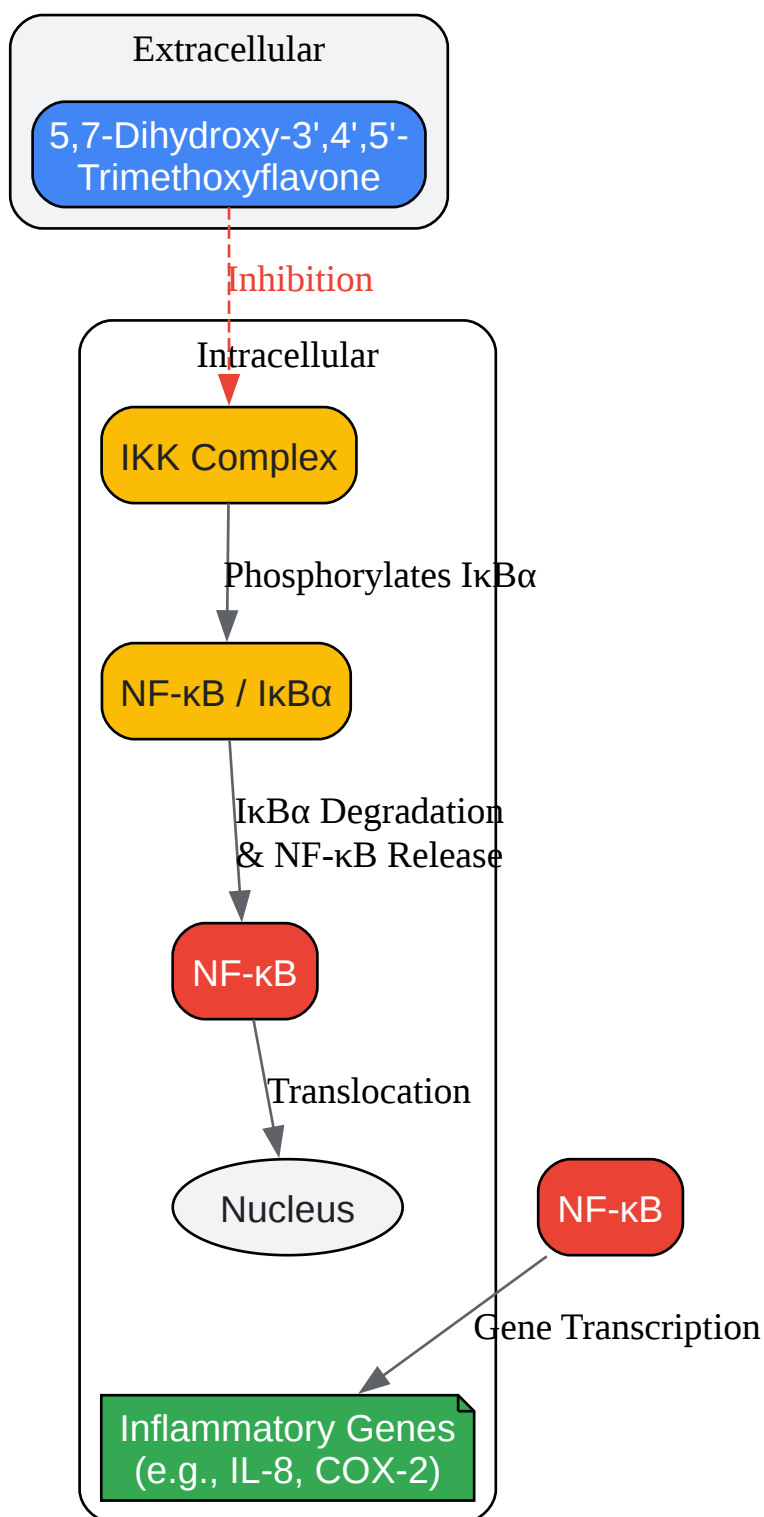 Extracellular
5,7-Dihydroxy-3',4',5'-
Trimethoxyflavone
Inhibition
Intracellular
IKK Complex
Phosphorylates IκBα
NF-κB / IκBα
IκBα Degradation
& NF-κB Release
NF-κB
Translocation
Nucleus
NF-κB
Gene Transcription
Inflammatory Genes
(e.g., IL-8, COX-2)